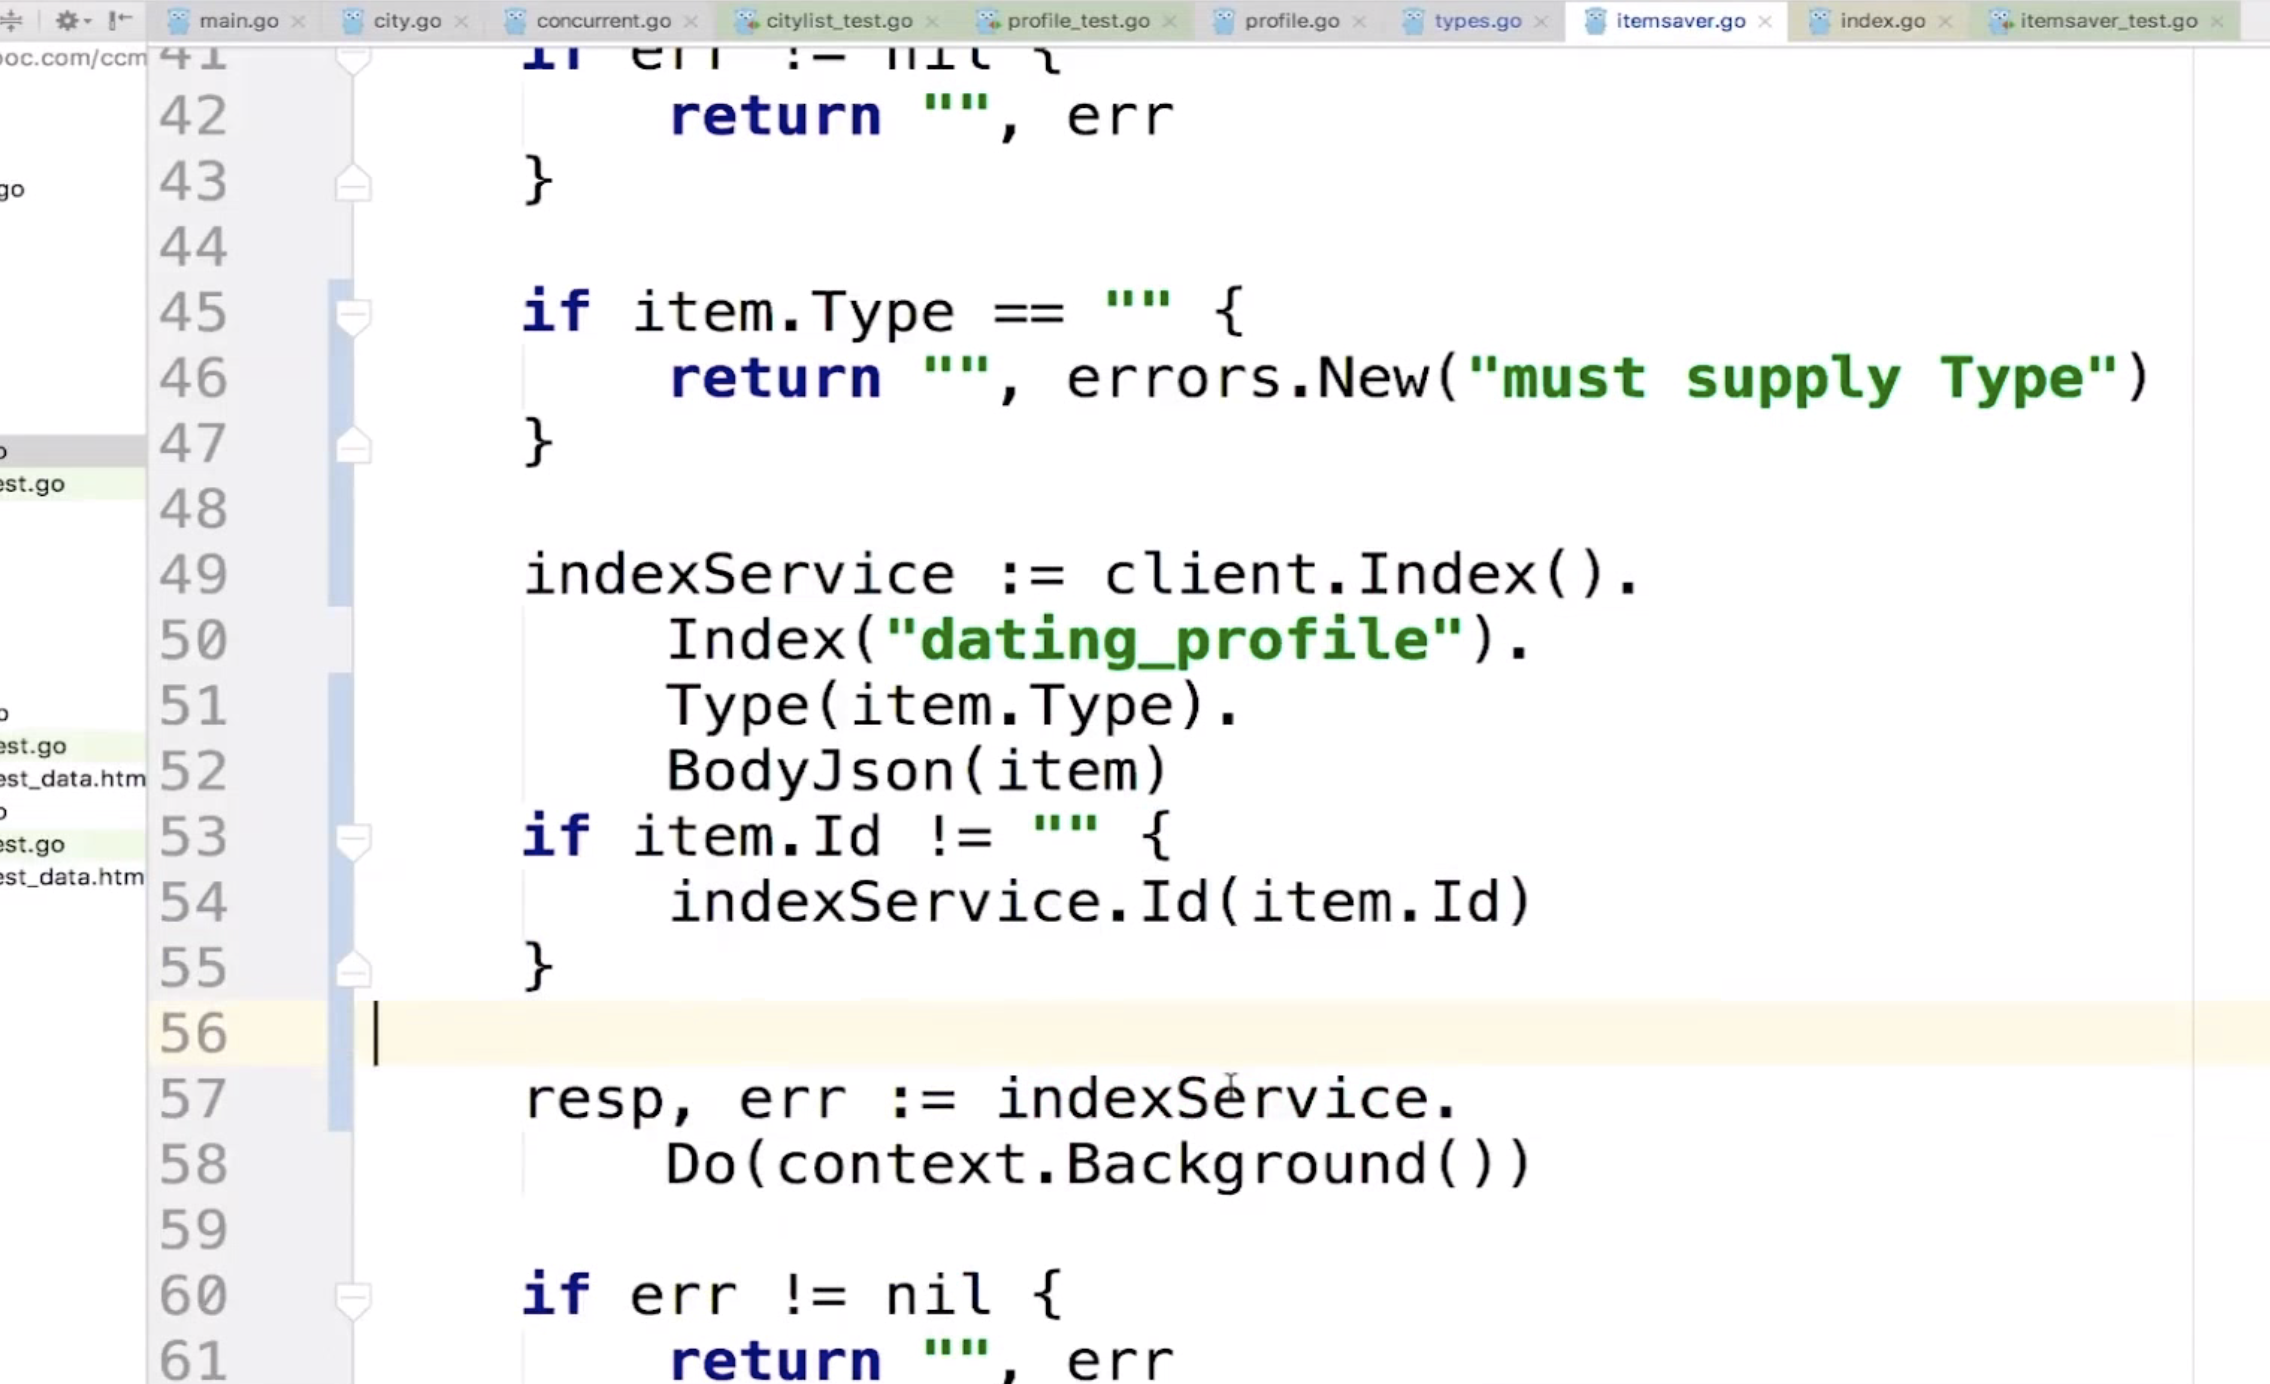 main.go city.go concurrent.go citylist_test.go profile_test.go profile.go types.go itemsaver.go index.go itemsaver_test.go
oc.com/ccm
go
est.go
est.go
est_data.htm
est.go
est_data.htm
41 if err != nil {
42 return "", err
43 }
44
45 if item.Type == "" {
46 return "", errors.New("must supply Type")
47 }
48
49 indexService := client.Index().
50 Index("dating_profile").
51 Type(item.Type).
52 BodyJson(item)
53 if item.Id != "" {
54 indexService.Id(item.Id)
55 }
56
57 resp, err := indexService.
58 Do(context.Background())
59
60 if err != nil {
61 return "", err